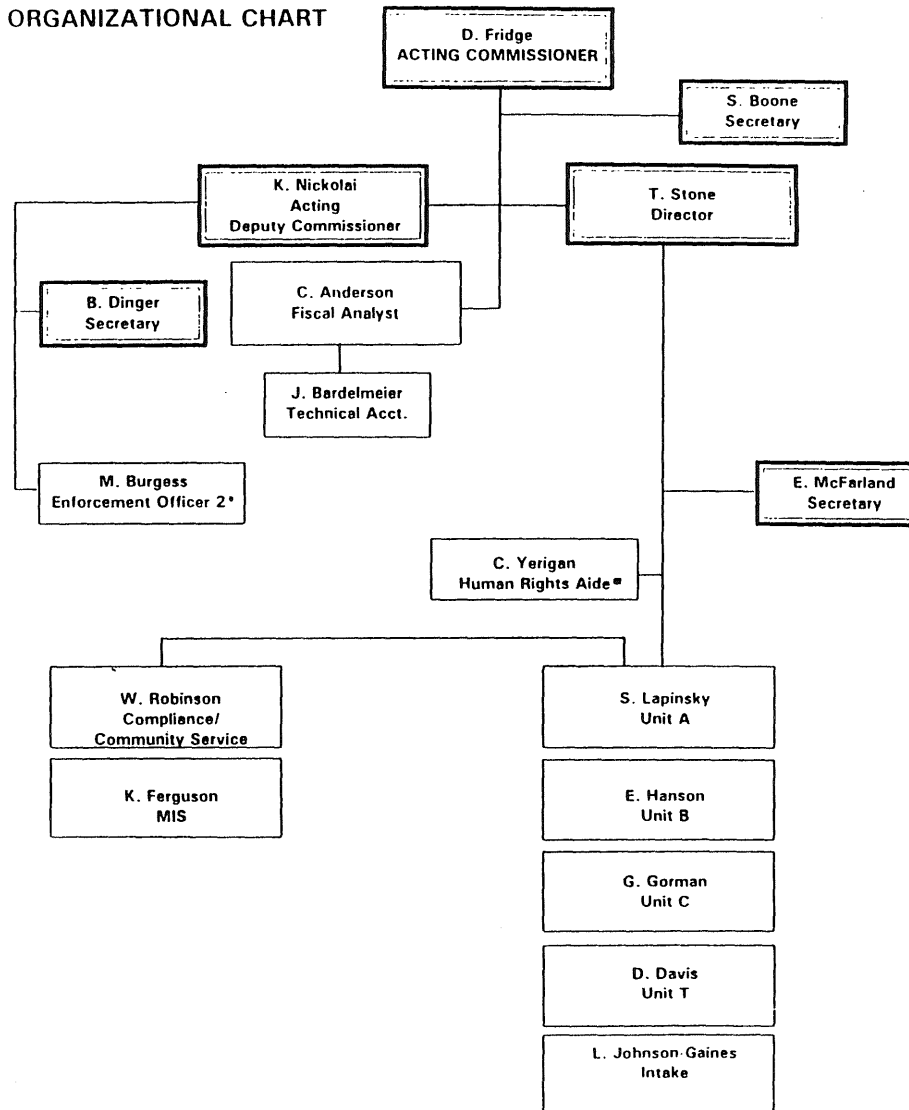 ORGANIZATIONAL CHART
D. Fridge
ACTING COMMISSIONER
S. Boone
Secretary
K. Nickolai
Acting
Deputy Commissioner
T. Stone
Director
C. Anderson
Fiscal Analyst
B. Dinger
Secretary
J. Bardelmeier
Technical Acct.
M. Burgess
Enforcement Officer 2*
E. McFarland
Secretary
C. Yerigan
Human Rights Aide*
W. Robinson
Compliance/
Community Service
S. Lapinsky
Unit A
K. Ferguson
MIS
E. Hanson
Unit B
G. Gorman
Unit C
D. Davis
Unit T
L. Johnson-Gaines
Intake